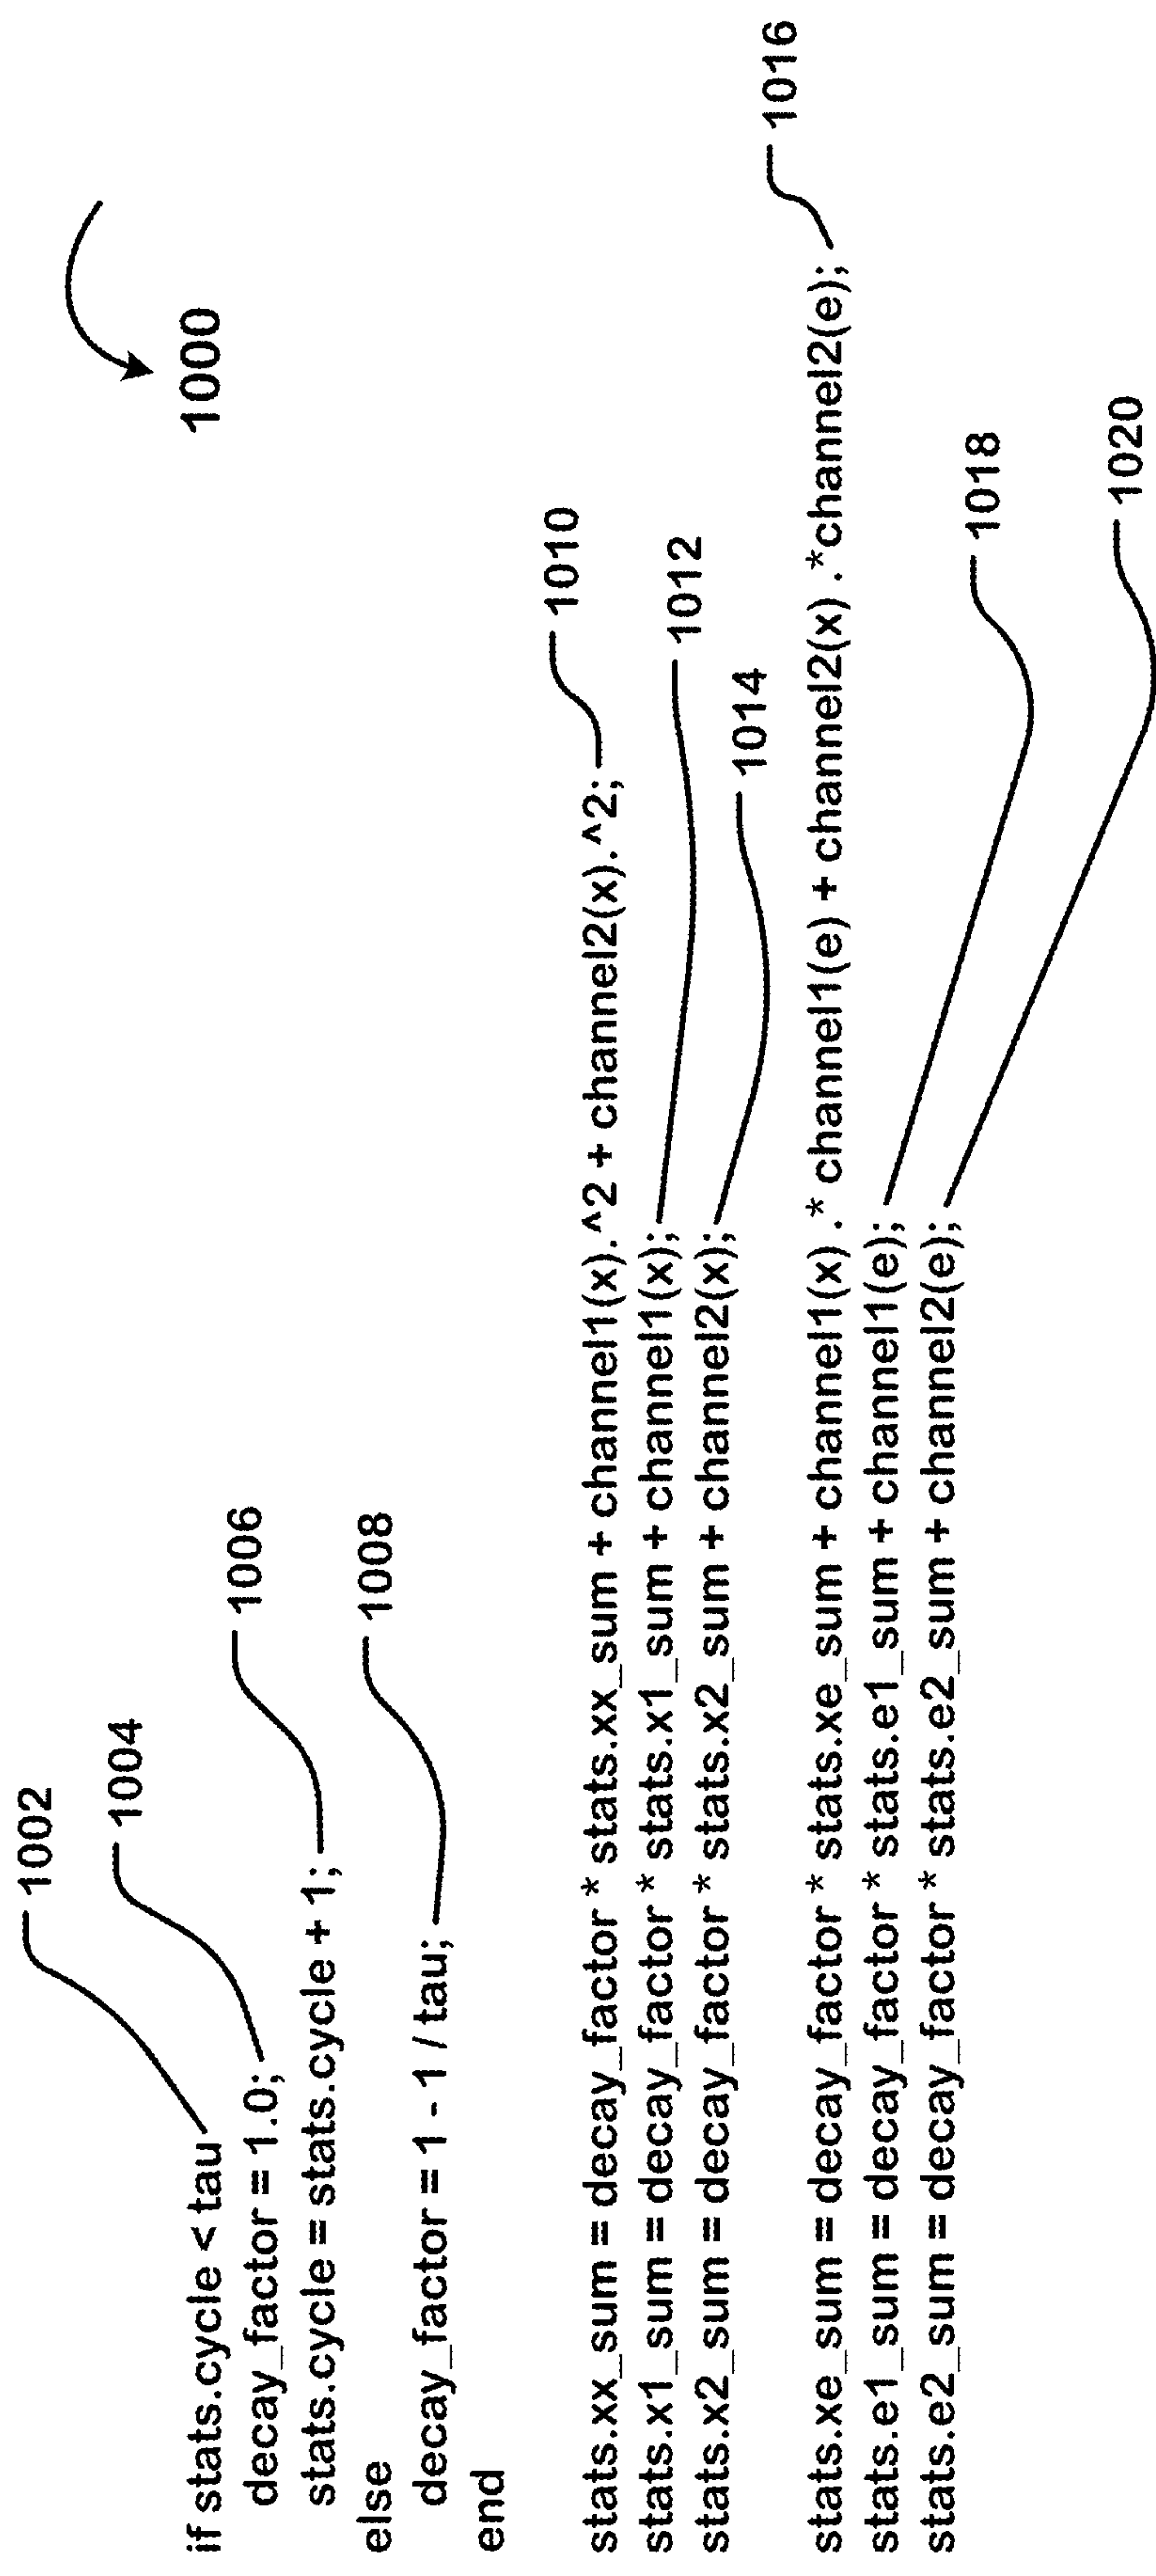 1000
if stats.cycle < tau 1002
decay_factor = 1.0; 1004
stats.cycle = stats.cycle + 1; 1006
else
decay_factor = 1 - 1 / tau; 1008
end
stats.xx_sum = decay_factor * stats.xx_sum + channel1(x).^2 + channel2(x).^2; 1010
stats.x1_sum = decay_factor * stats.x1_sum + channel1(x); 1012
stats.x2_sum = decay_factor * stats.x2_sum + channel2(x); 1014
stats.xe_sum = decay_factor * stats.xe_sum + channel1(x) .* channel1(e) + channel2(x) .*channel2(e); 1016
stats.e1_sum = decay_factor * stats.e1_sum + channel1(e); 1018
stats.e2_sum = decay_factor * stats.e2_sum + channel2(e); 1020